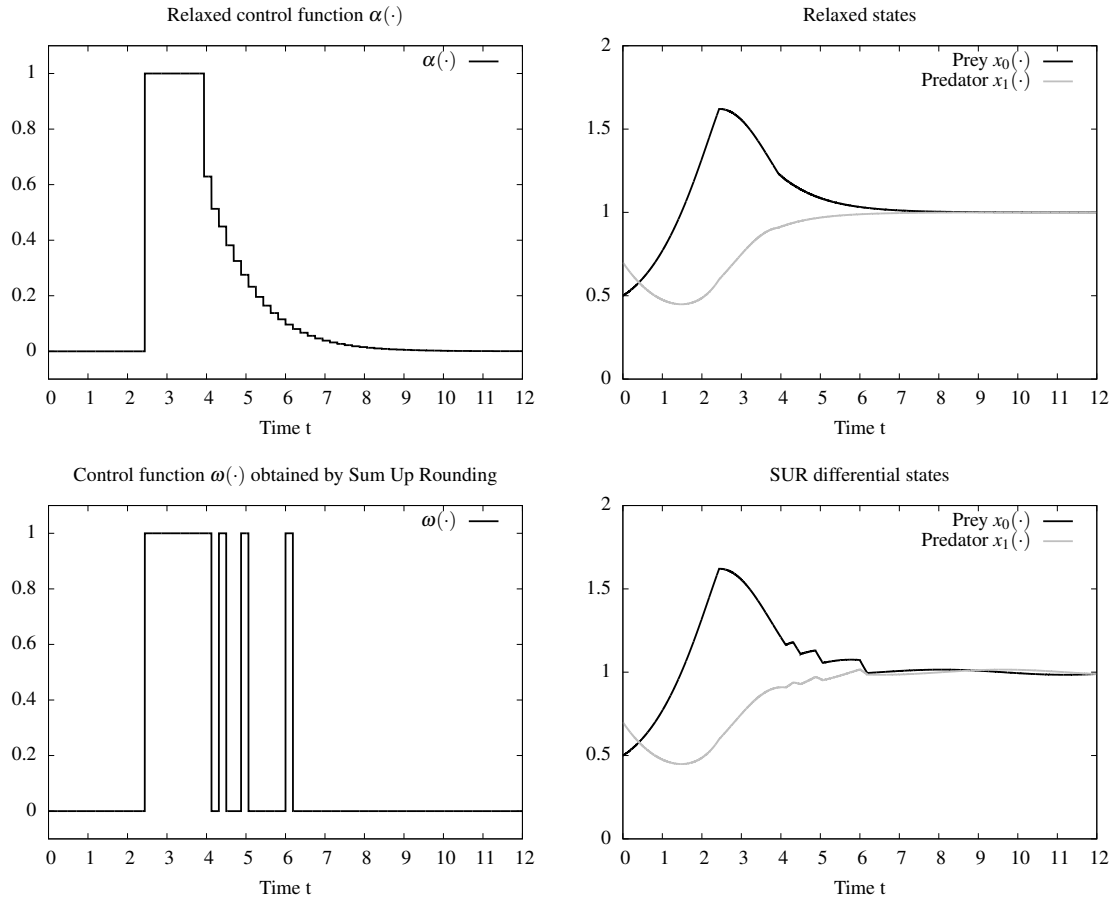 Relaxed control function α(·)
α(·)
1
0.8
0.6
0.4
0.2
0
0 1 2 3 4 5 6 7 8 9 10 11 12
Time t
Relaxed states
Prey x₀(·)
Predator x₁(·)
2
1.5
1
0.5
0
0 1 2 3 4 5 6 7 8 9 10 11 12
Time t
Control function ω(·) obtained by Sum Up Rounding
ω(·)
1
0.8
0.6
0.4
0.2
0
0 1 2 3 4 5 6 7 8 9 10 11 12
Time t
SUR differential states
Prey x₀(·)
Predator x₁(·)
2
1.5
1
0.5
0
0 1 2 3 4 5 6 7 8 9 10 11 12
Time t